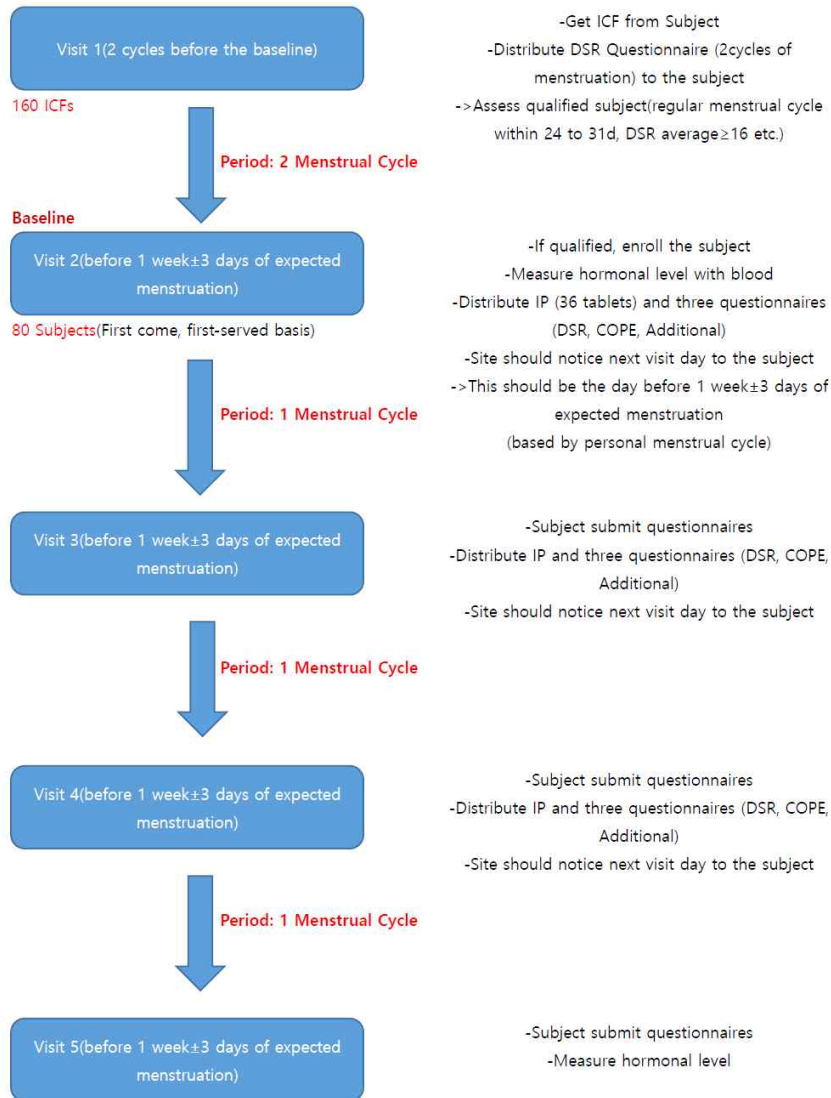 Visit 1(2 cycles before the baseline)
-Get ICF from Subject
-Distribute DSR Questionnaire (2cycles of
menstruation) to the subject
->Assess qualified subject(regular menstrual cycle
within 24 to 31d, DSR average≥16 etc.)
160 ICFs
Period: 2 Menstrual Cycle
Baseline
Visit 2(before 1 week±3 days of expected
menstruation)
-If qualified, enroll the subject
-Measure hormonal level with blood
-Distribute IP (36 tablets) and three questionnaires
(DSR, COPE, Additional)
-Site should notice next visit day to the subject
->This should be the day before 1 week±3 days of
expected menstruation
(based by personal menstrual cycle)
80 Subjects(First come, first-served basis)
Period: 1 Menstrual Cycle
Visit 3(before 1 week±3 days of expected
menstruation)
-Subject submit questionnaires
-Distribute IP and three questionnaires (DSR, COPE,
Additional)
-Site should notice next visit day to the subject
Period: 1 Menstrual Cycle
Visit 4(before 1 week±3 days of expected
menstruation)
-Subject submit questionnaires
-Distribute IP and three questionnaires (DSR, COPE,
Additional)
-Site should notice next visit day to the subject
Period: 1 Menstrual Cycle
Visit 5(before 1 week±3 days of expected
menstruation)
-Subject submit questionnaires
-Measure hormonal level